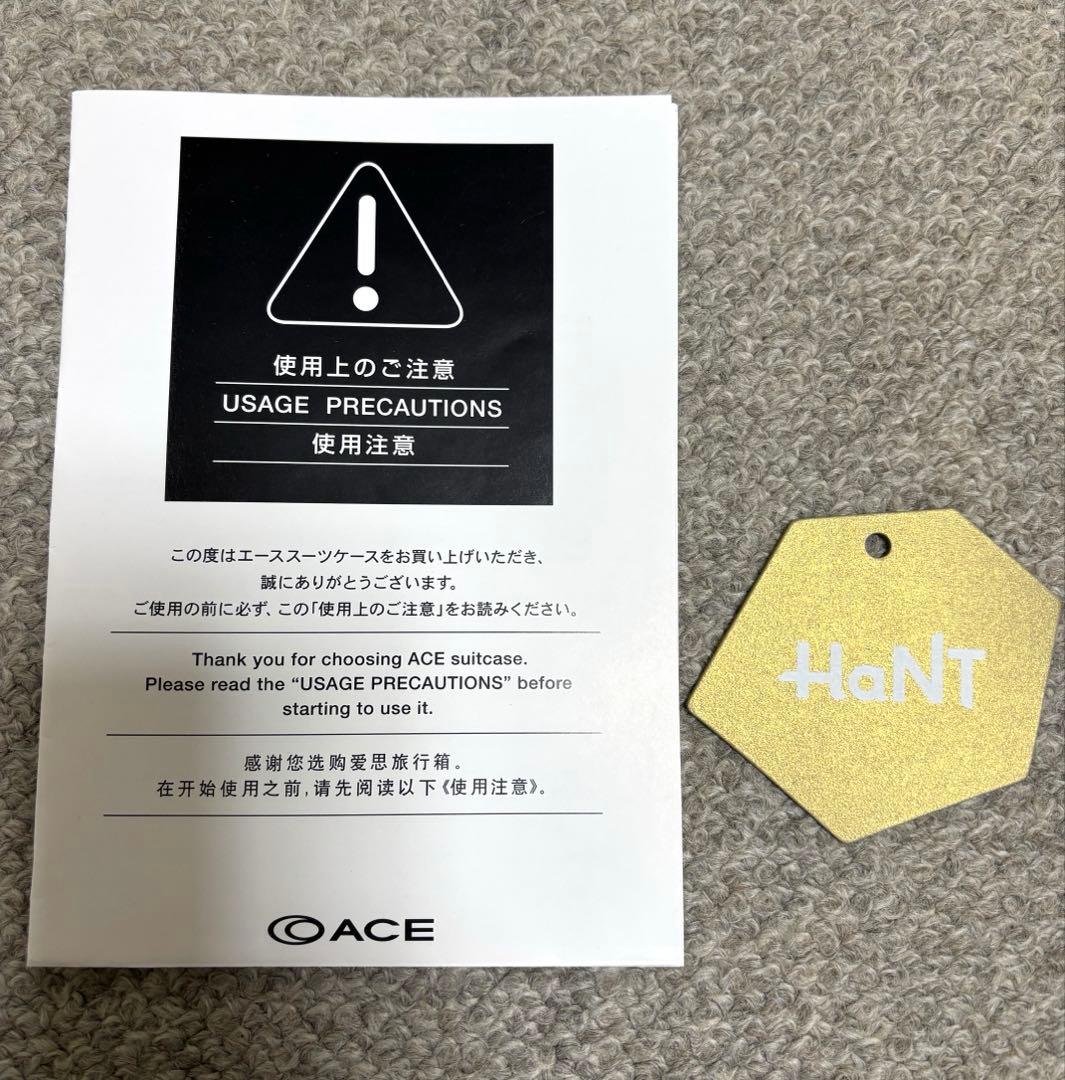 使用上のご注意
USAGE PRECAUTIONS
使用注意
この度はエーススーツケースをお買い上げいただき、
誠にありがとうございます。
ご使用の前に必ず、この「使用上のご注意」をお読みください。
Thank you for choosing ACE suitcase.
Please read the “USAGE PRECAUTIONS” before
starting to use it.
感谢您选购爱思旅行箱。
在开始使用之前,请先阅读以下《使用注意》。
ACE
HaNT